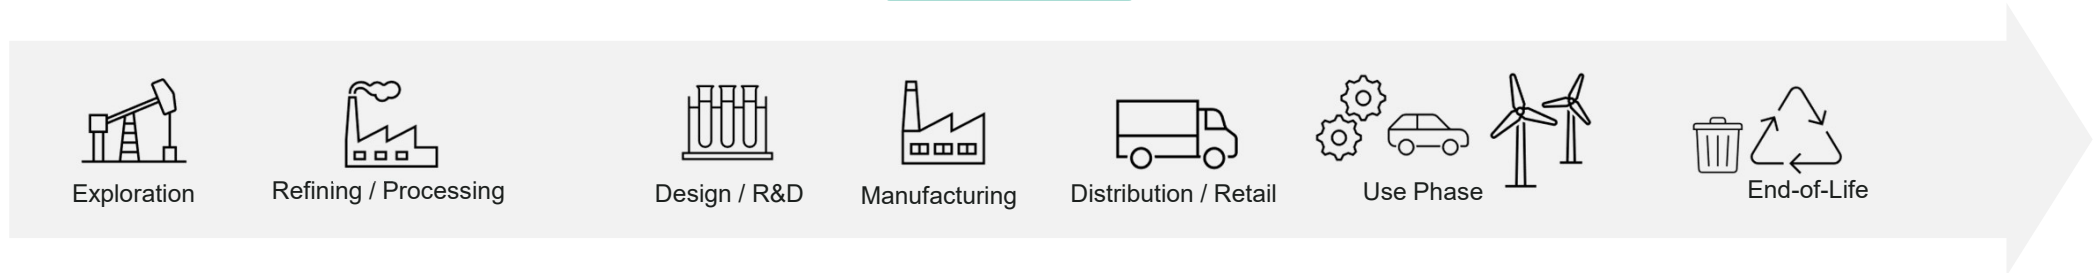 Exploration
Refining / Processing
Design / R&D
Manufacturing
Distribution / Retail
Use Phase
End-of-Life